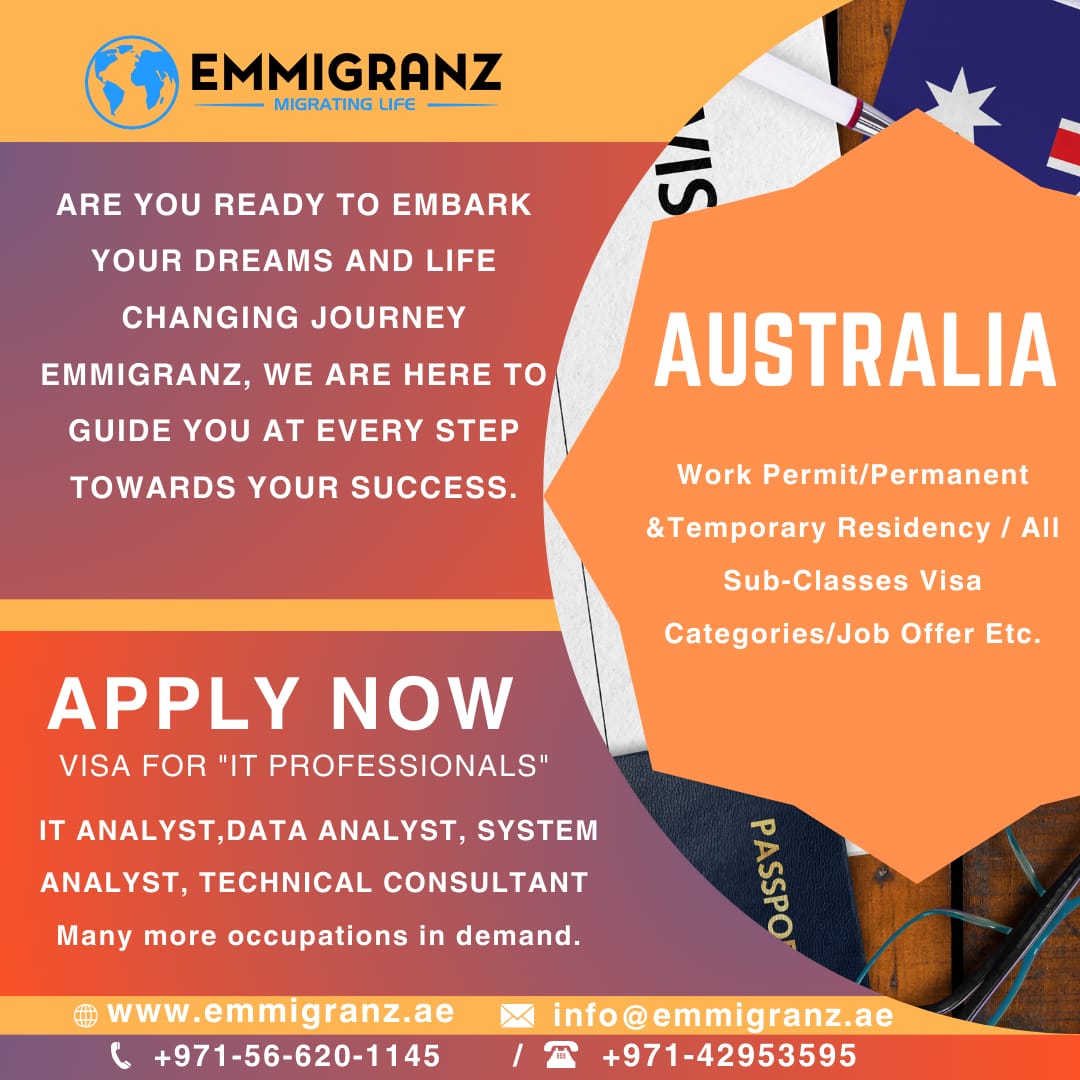 EMMIGRANZ
MIGRATING LIFE
ARE YOU READY TO EMBARK
YOUR DREAMS AND LIFE
CHANGING JOURNEY
EMMIGRANZ, WE ARE HERE TO
GUIDE YOU AT EVERY STEP
TOWARDS YOUR SUCCESS.
AUSTRALIA
Work Permit/Permanent
&Temporary Residency / All
Sub-Classes Visa
Categories/Job Offer Etc.
APPLY NOW
VISA FOR "IT PROFESSIONALS"
IT ANALYST,DATA ANALYST, SYSTEM
ANALYST, TECHNICAL CONSULTANT
Many more occupations in demand.
PASSPO
www.emmigranz.ae info@emmigranz.ae
+971-56-620-1145 / +971-42953595